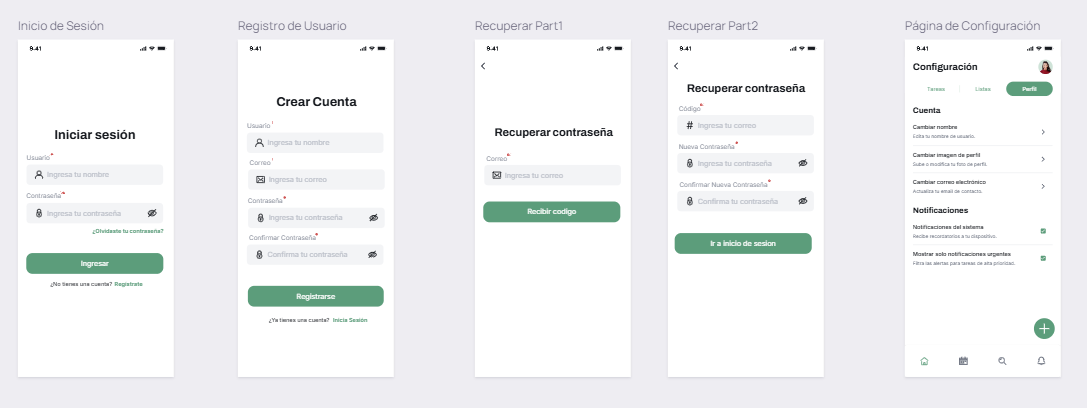 Inicio de Sesión
9:41
Iniciar sesión
Usuario*
Ingresa tu nombre
Contraseña*
Ingresa tu contraseña
¿Olvidaste tu contraseña?
Ingresar
¿No tienes una cuenta? Regístrate
Registro de Usuario
9:41
Crear Cuenta
Usuario*
Ingresa tu nombre
Correo*
Ingresa tu correo
Contraseña*
Ingresa tu contraseña
Confirmar Contraseña*
Confirma tu contraseña
Registrarse
¿Ya tienes una cuenta? Inicia Sesión
Recuperar Part1
9:41
Recuperar contraseña
Correo*
Ingresa tu correo
Recibir codigo
Recuperar Part2
9:41
Recuperar contraseña
Código*
# Ingresa tu correo
Nueva Contraseña*
Ingresa tu contraseña
Confirmar Nueva Contraseña*
Confirma tu contraseña
Ir a inicio de sesion
Página de Configuración
9:41
Configuración
Tareas Listas Perfil
Cuenta
Cambiar nombre
Edita tu nombre de usuario.
Cambiar imagen de perfil
Sube o modifica tu foto de perfil.
Cambiar correo electrónico
Actualiza tu email de contacto.
Notificaciones
Notificaciones del sistema
Recibe recordatorios a tu dispositivo.
Mostrar solo notificaciones urgentes
Filtra las alertas para tareas de alta prioridad.